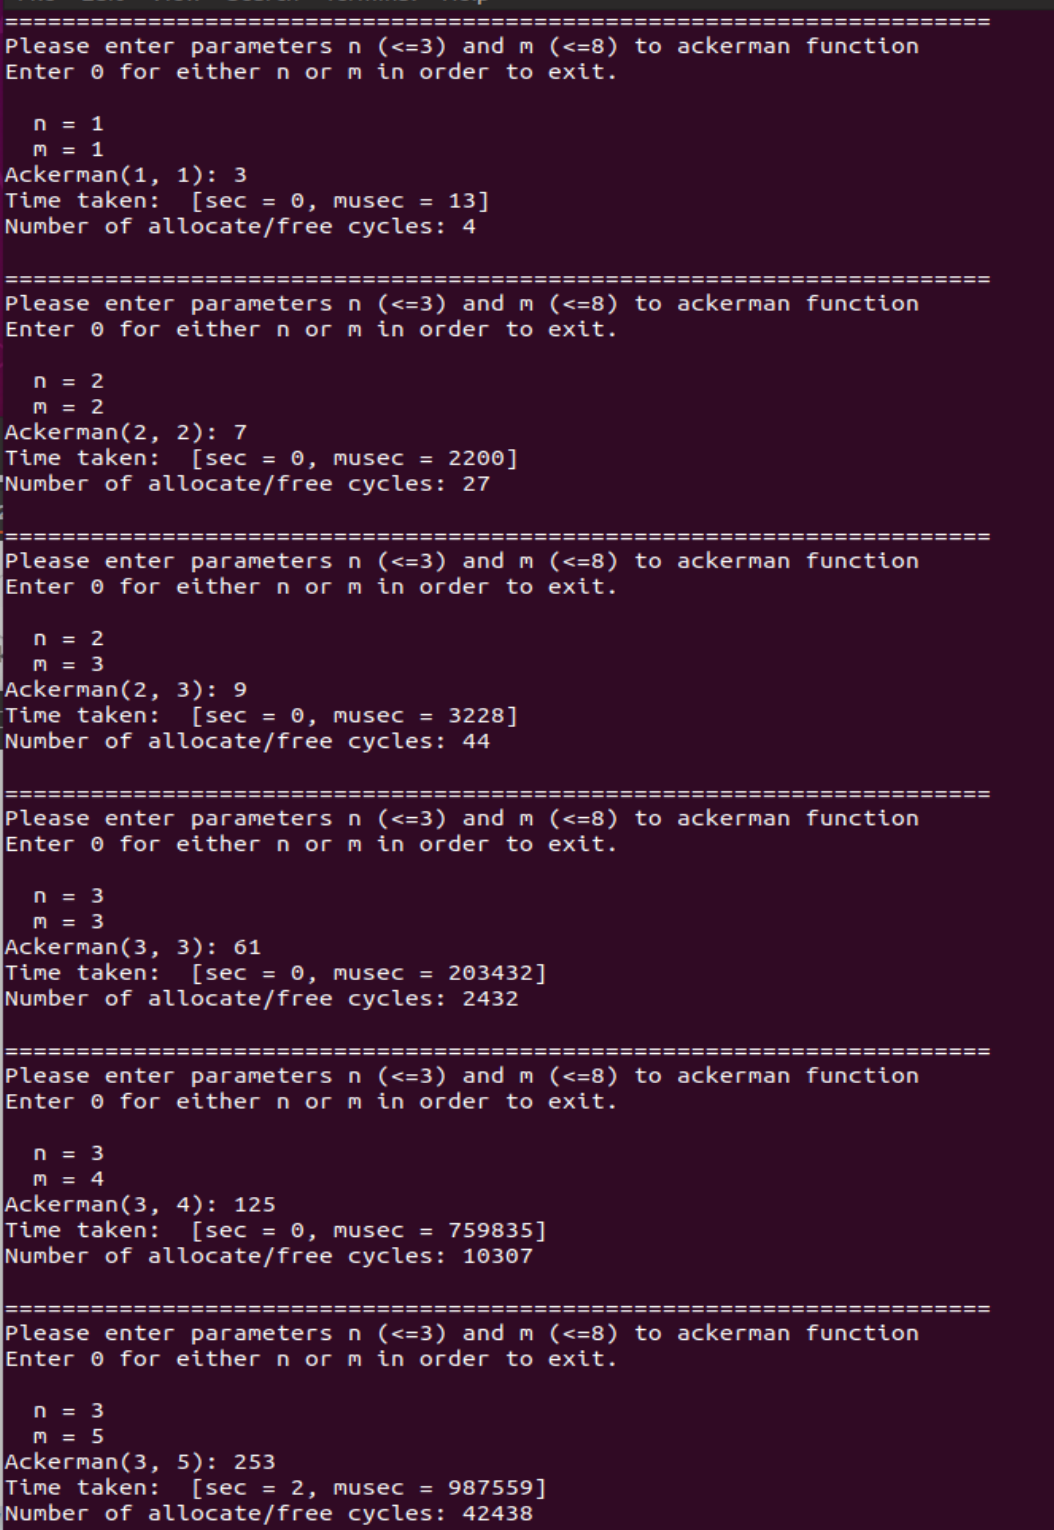 ======================================================================
Please enter parameters n (<=3) and m (<=8) to ackerman function
Enter 0 for either n or m in order to exit.
n = 1
m = 1
Ackerman(1, 1): 3
Time taken:  [sec = 0, musec = 13]
Number of allocate/free cycles: 4
======================================================================
Please enter parameters n (<=3) and m (<=8) to ackerman function
Enter 0 for either n or m in order to exit.
n = 2
m = 2
Ackerman(2, 2): 7
Time taken:  [sec = 0, musec = 2200]
Number of allocate/free cycles: 27
======================================================================
Please enter parameters n (<=3) and m (<=8) to ackerman function
Enter 0 for either n or m in order to exit.
n = 2
m = 3
Ackerman(2, 3): 9
Time taken:  [sec = 0, musec = 3228]
Number of allocate/free cycles: 44
======================================================================
Please enter parameters n (<=3) and m (<=8) to ackerman function
Enter 0 for either n or m in order to exit.
n = 3
m = 3
Ackerman(3, 3): 61
Time taken:  [sec = 0, musec = 203432]
Number of allocate/free cycles: 2432
======================================================================
Please enter parameters n (<=3) and m (<=8) to ackerman function
Enter 0 for either n or m in order to exit.
n = 3
m = 4
Ackerman(3, 4): 125
Time taken:  [sec = 0, musec = 759835]
Number of allocate/free cycles: 10307
======================================================================
Please enter parameters n (<=3) and m (<=8) to ackerman function
Enter 0 for either n or m in order to exit.
n = 3
m = 5
Ackerman(3, 5): 253
Time taken:  [sec = 2, musec = 987559]
Number of allocate/free cycles: 42438